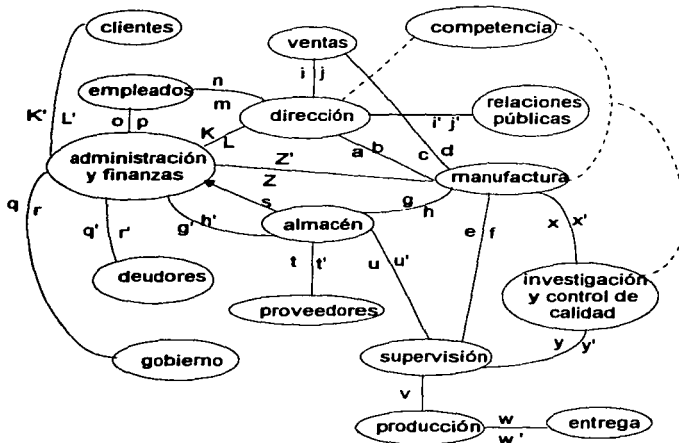 clientes
ventas
competencia
i j
n
empleados
m
dirección
relaciones
públicas
K' L'
o p
K L
i' j'
administración
y finanzas
Z'
a b
c d
Z
manufactura
s
g
h
q r
g' h'
almacén
q' r'
e f
x x'
t t'
u u'
deudores
investigación
y control de
calidad
proveedores
gobierno
supervisión
y y'
v
producción
w
w'
entrega